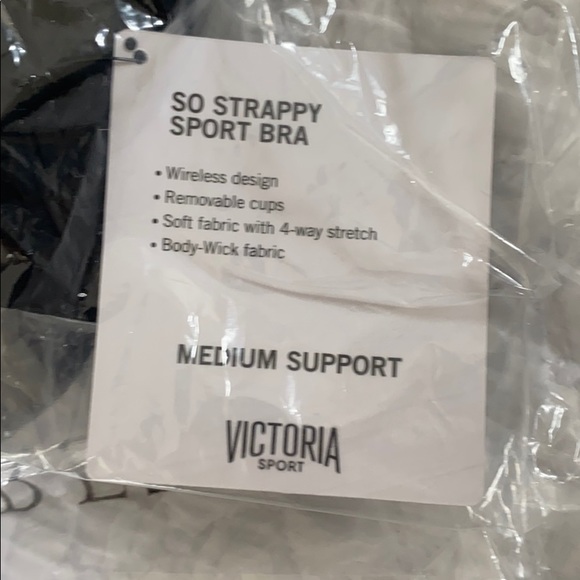 SO STRAPPY
SPORT BRA
• Wireless design
• Removable cups
• Soft fabric with 4-way stretch
• Body-Wick fabric
MEDIUM SUPPORT
VICTORIA
SPORT